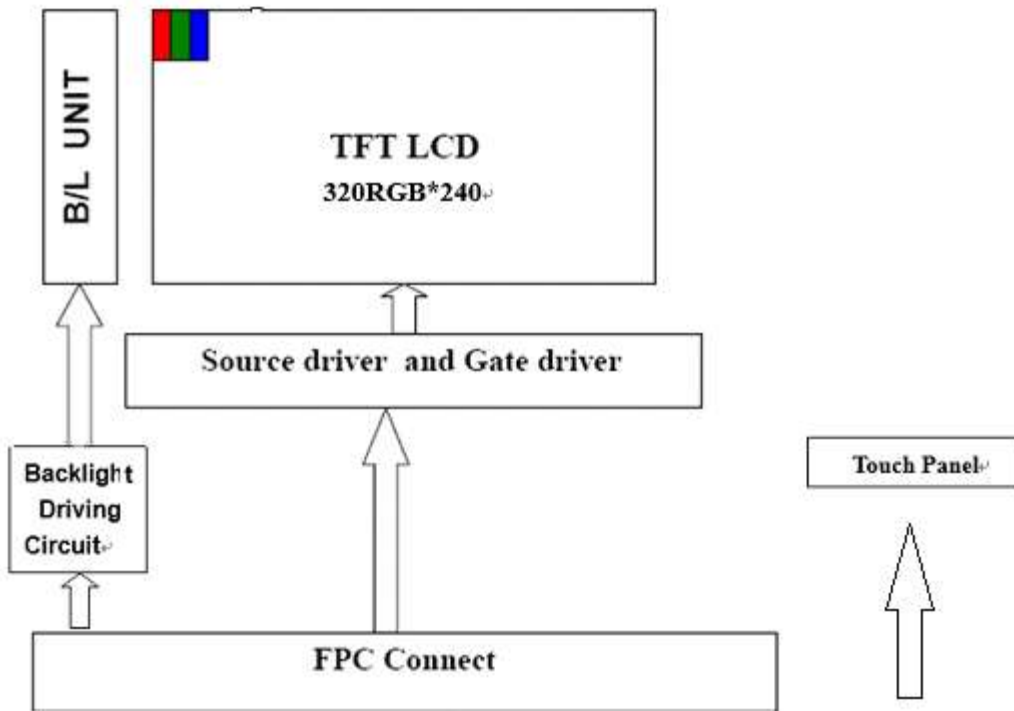 B/L UNIT
TFT LCD
320RGB*240↵
Source driver and Gate driver
Backlight
Driving
Circuit↵
Touch Panel↵
FPC Connect